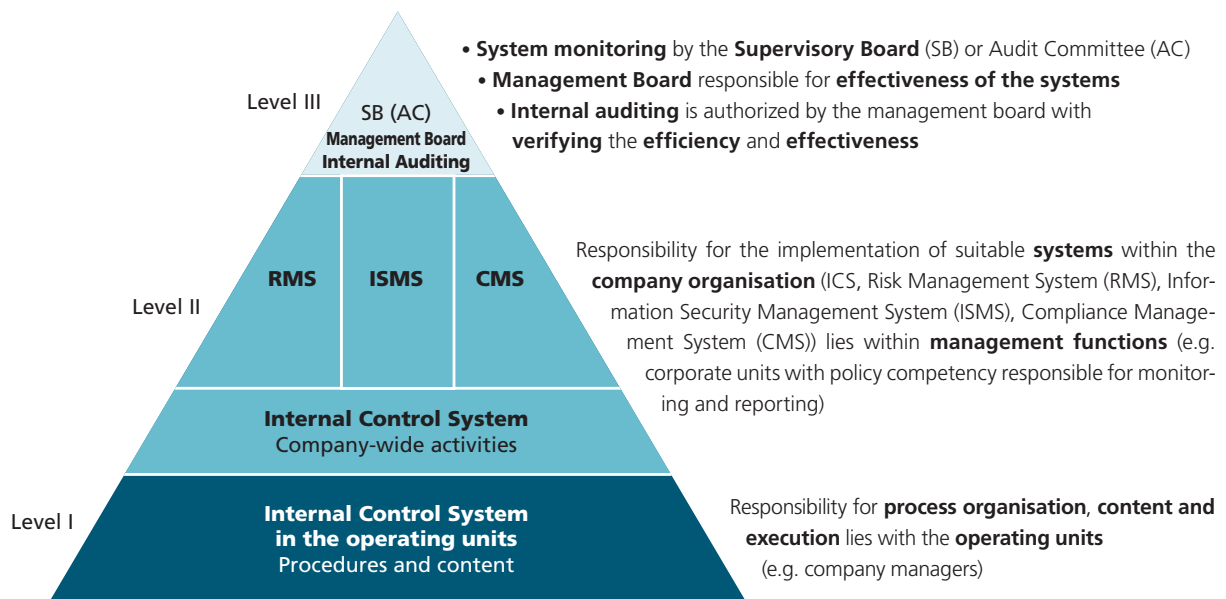 • System monitoring by the Supervisory Board (SB) or Audit Committee (AC)
• Management Board responsible for effectiveness of the systems
• Internal auditing is authorized by the management board with
verifying the efficiency and effectiveness
Level III
SB (AC)
Management Board
Internal Auditing
Responsibility for the implementation of suitable systems within the
company organisation (ICS, Risk Management System (RMS), Infor-
mation Security Management System (ISMS), Compliance Manage-
ment System (CMS)) lies within management functions (e.g.
corporate units with policy competency responsible for monitor-
ing and reporting)
Level II
RMS
ISMS
CMS
Internal Control System
Company-wide activities
Level I
Internal Control System
in the operating units
Procedures and content
Responsibility for process organisation, content and
execution lies with the operating units
(e.g. company managers)